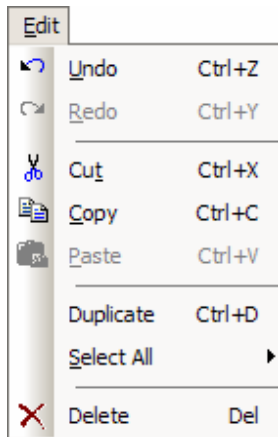 Edit
Undo Ctrl+Z
Redo Ctrl+Y
Cut Ctrl+X
Copy Ctrl+C
Paste Ctrl+V
Duplicate Ctrl+D
Select All
Delete Del